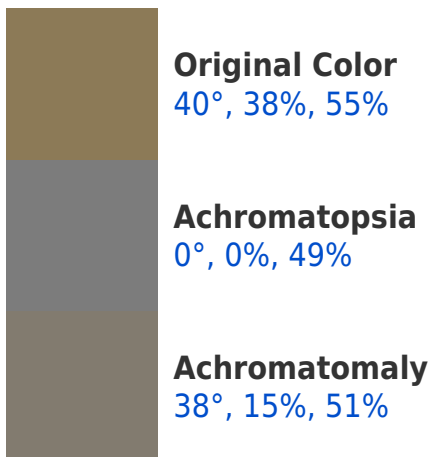 Original Color
40°, 38%, 55%
Achromatopsia
0°, 0%, 49%
Achromatomaly
38°, 15%, 51%